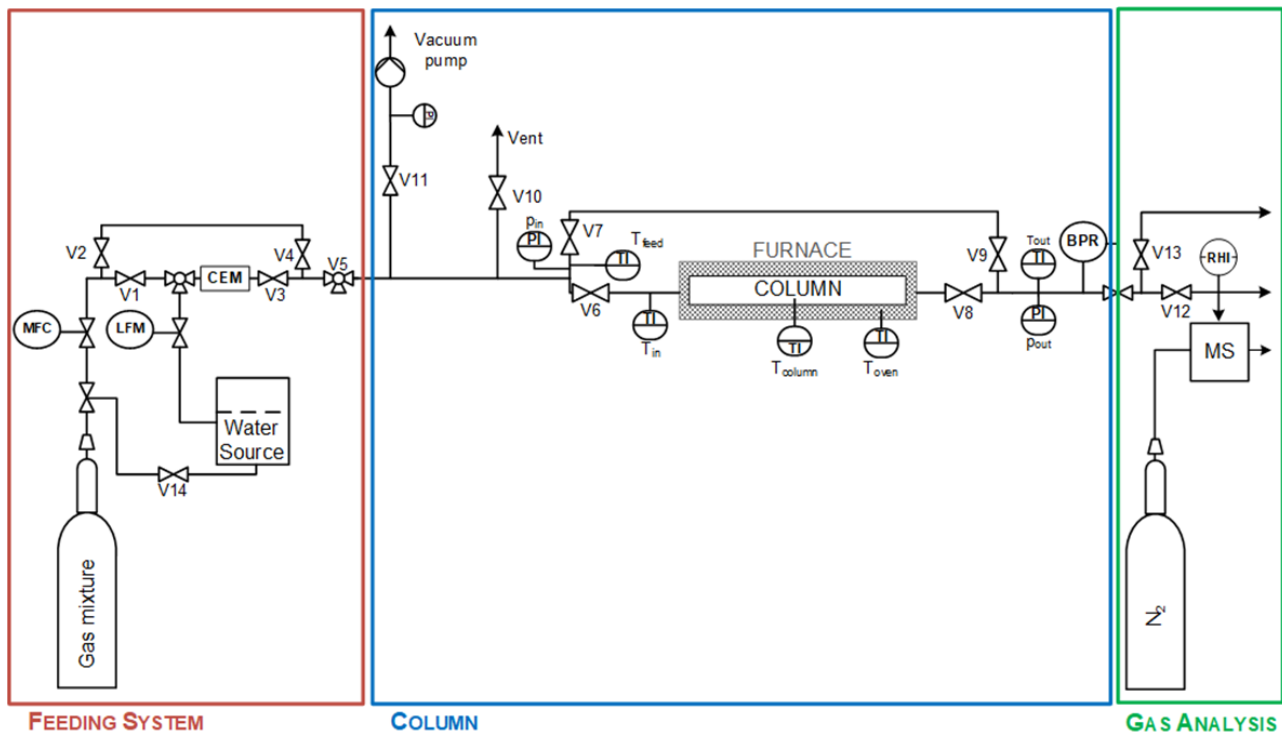 Vacuum
pump
PI
V11
Vent
V10
V2
V4
V1
CEM
V3
V5
MFC
LFM
Water
Source
V14
Gas mixture
pin
PI
V7
Tfeed
TI
V6
TI
Tin
FURNACE
COLUMN
TI
Tcolumn
TI
Toven
V9
V8
Tout
TI
PI
pout
BPR
V13
RHI
V12
MS
N2
FEEDING SYSTEM
COLUMN
GAS ANALYSIS